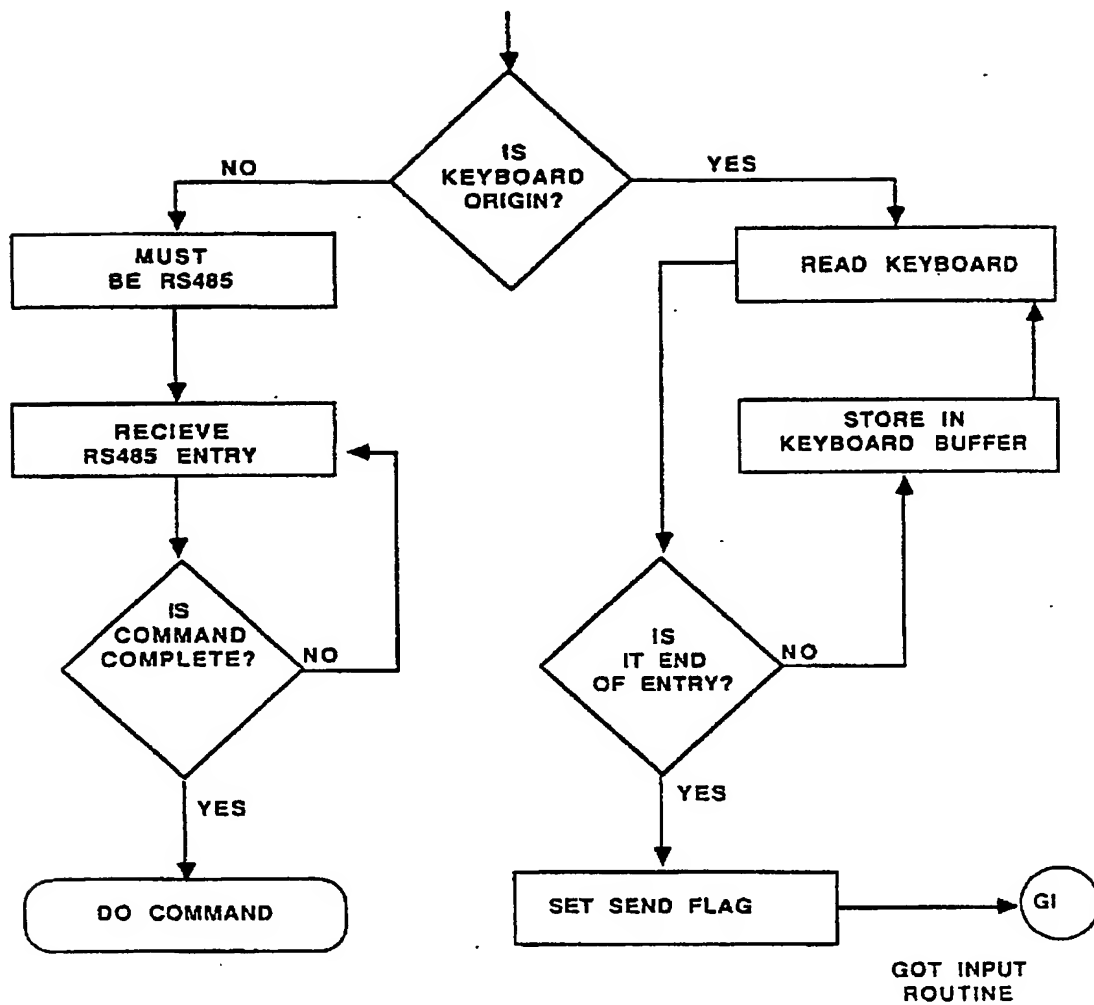 IS
KEYBOARD
ORIGIN?
NO
YES
MUST
BE RS485
READ KEYBOARD
RECIEVE
RS485 ENTRY
STORE IN
KEYBOARD BUFFER
IS
COMMAND
COMPLETE?
NO
IS
IT END
OF ENTRY?
NO
YES
YES
DO COMMAND
SET SEND FLAG
GI
GOT INPUT
ROUTINE